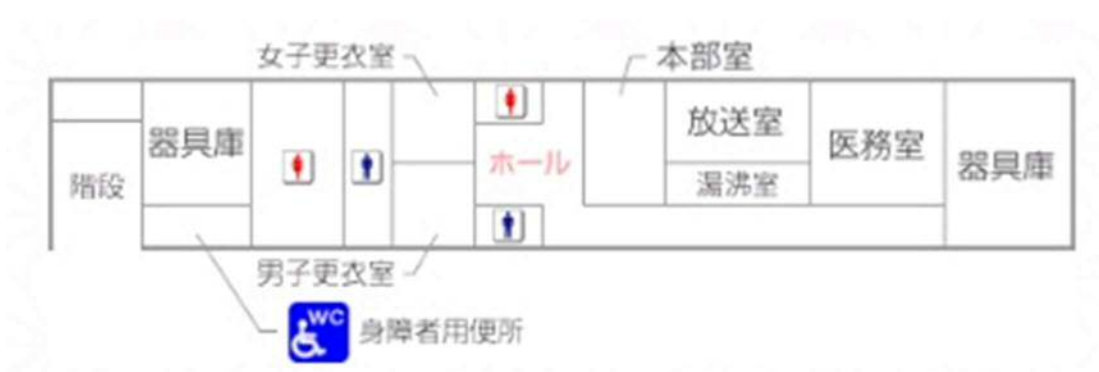 女子更衣室
本部室
器具庫
放送室
医務室
ホール
器具庫
階段
湯沸室
男子更衣室
WC
身障者用便所